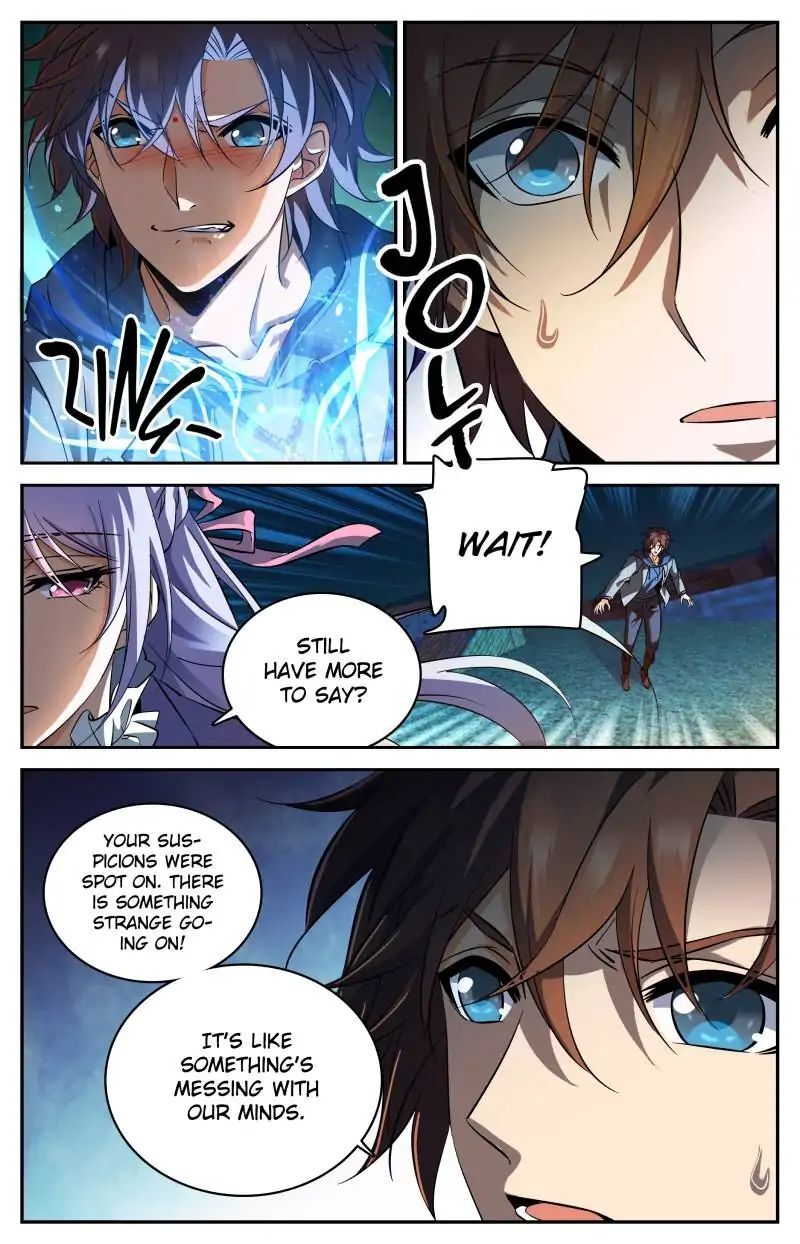 ZING-
JOLT
WAIT!
STILL
HAVE MORE
TO SAY?
YOUR SUS-
PICIONS WERE
SPOT ON. THERE
IS SOMETHING
STRANGE GO-
ING ON!
IT'S LIKE
SOMETHING'S
MESSING WITH
OUR MINDS.